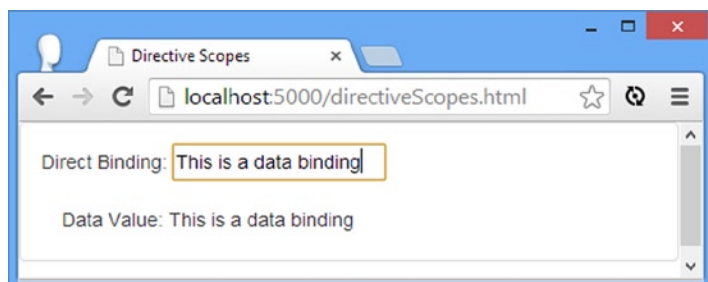 Directive Scopes
localhost:5000/directiveScopes.html
Direct Binding: This is a data binding
Data Value: This is a data binding